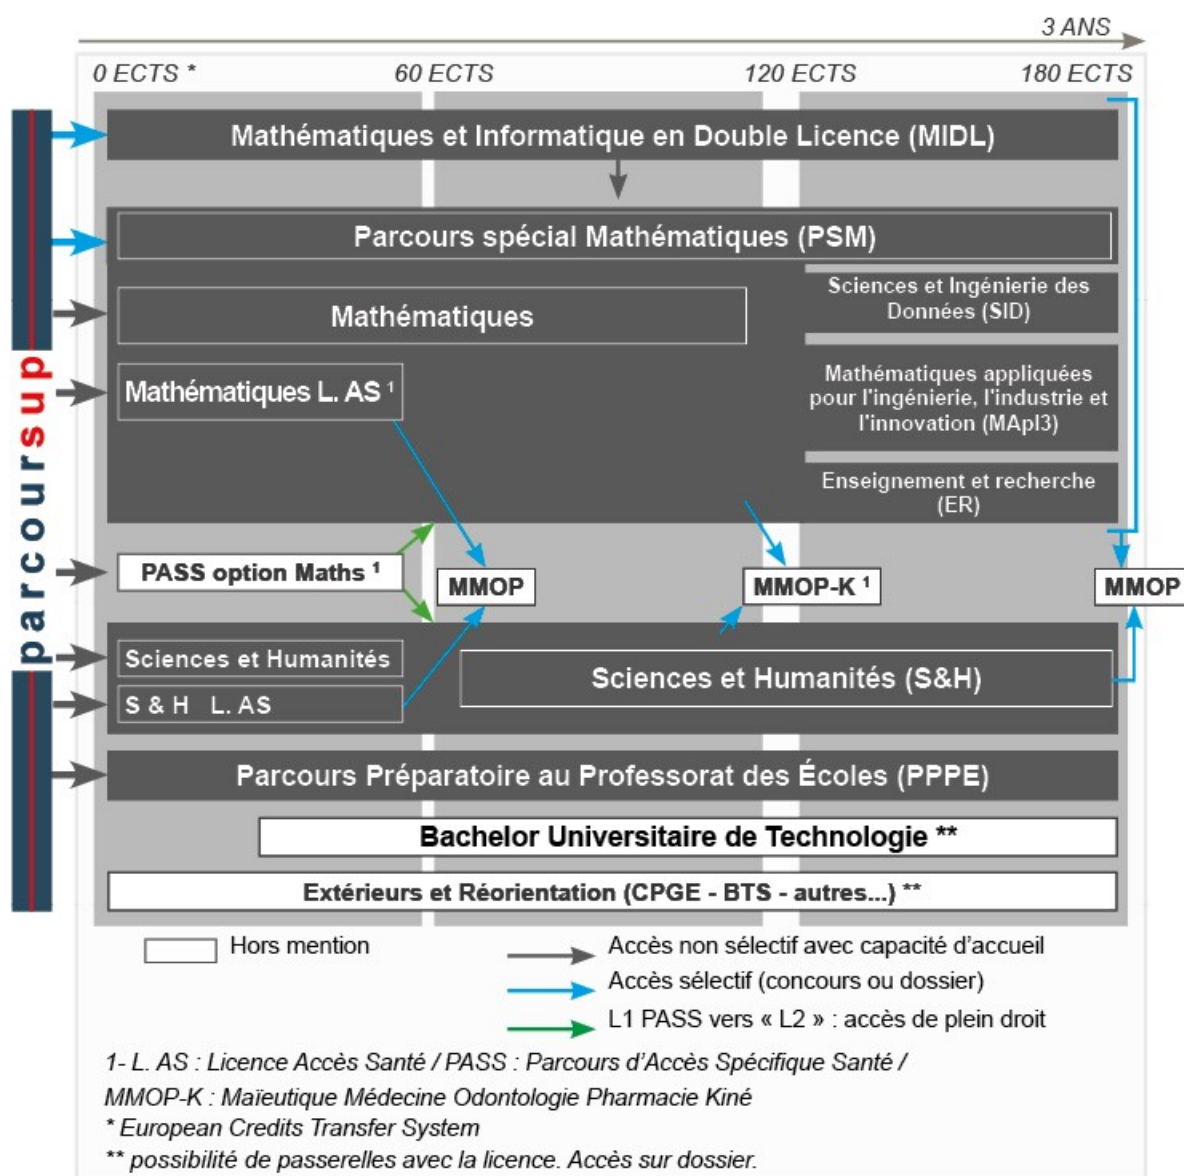 3 ANS
0 ECTS *
60 ECTS
120 ECTS
180 ECTS
parcoursup
Mathématiques et Informatique en Double Licence (MIDL)
Parcours spécial Mathématiques (PSM)
Mathématiques
Sciences et Ingénierie des
Données (SID)
Mathématiques L. AS ¹
Mathématiques appliquées
pour l'ingénierie, l'industrie et
l'innovation (MApI3)
Enseignement et recherche
(ER)
PASS option Maths ¹
MMOP
MMOP-K ¹
MMOP
Sciences et Humanités
S & H L. AS
Sciences et Humanités (S&H)
Parcours Préparatoire au Professorat des Écoles (PPPE)
Bachelor Universitaire de Technologie **
Extérieurs et Réorientation (CPGE - BTS - autres...) **
Hors mention
Accès non sélectif avec capacité d'accueil
Accès sélectif (concours ou dossier)
L1 PASS vers « L2 » : accès de plein droit
1- L. AS : Licence Accès Santé / PASS : Parcours d'Accès Spécifique Santé /
MMOP-K : Maïeutique Médecine Odontologie Pharmacie Kiné
* European Credits Transfer System
** possibilité de passerelles avec la licence. Accès sur dossier.